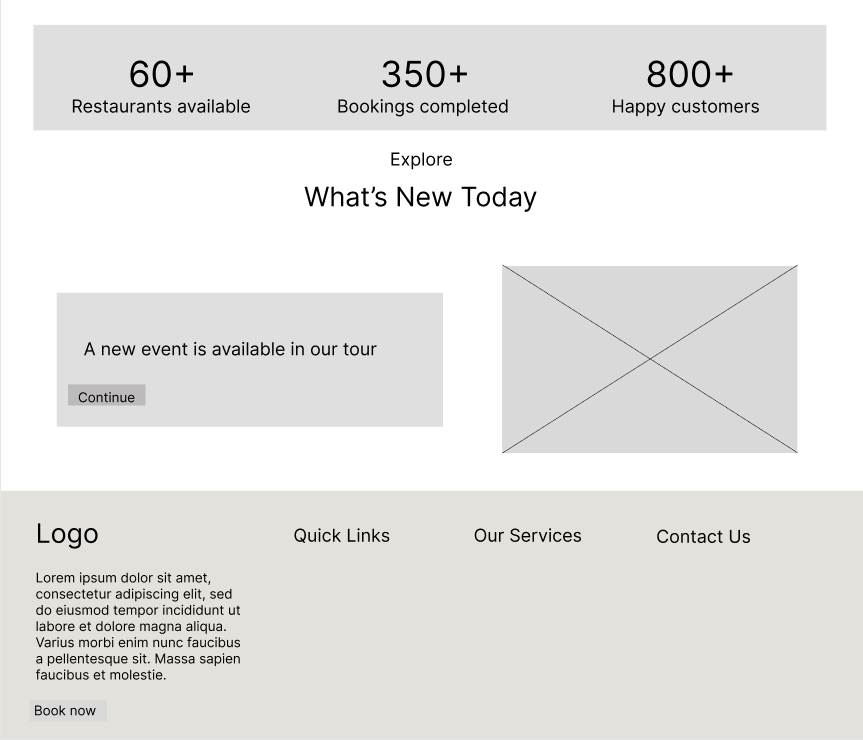 60+
Restaurants available
350+
Bookings completed
800+
Happy customers
Explore
What’s New Today
A new event is available in our tour
Continue
Logo
Lorem ipsum dolor sit amet,
consectetur adipiscing elit, sed
do eiusmod tempor incididunt ut
labore et dolore magna aliqua.
Varius morbi enim nunc faucibus
a pellentesque sit. Massa sapien
faucibus et molestie.
Book now
Quick Links
Our Services
Contact Us